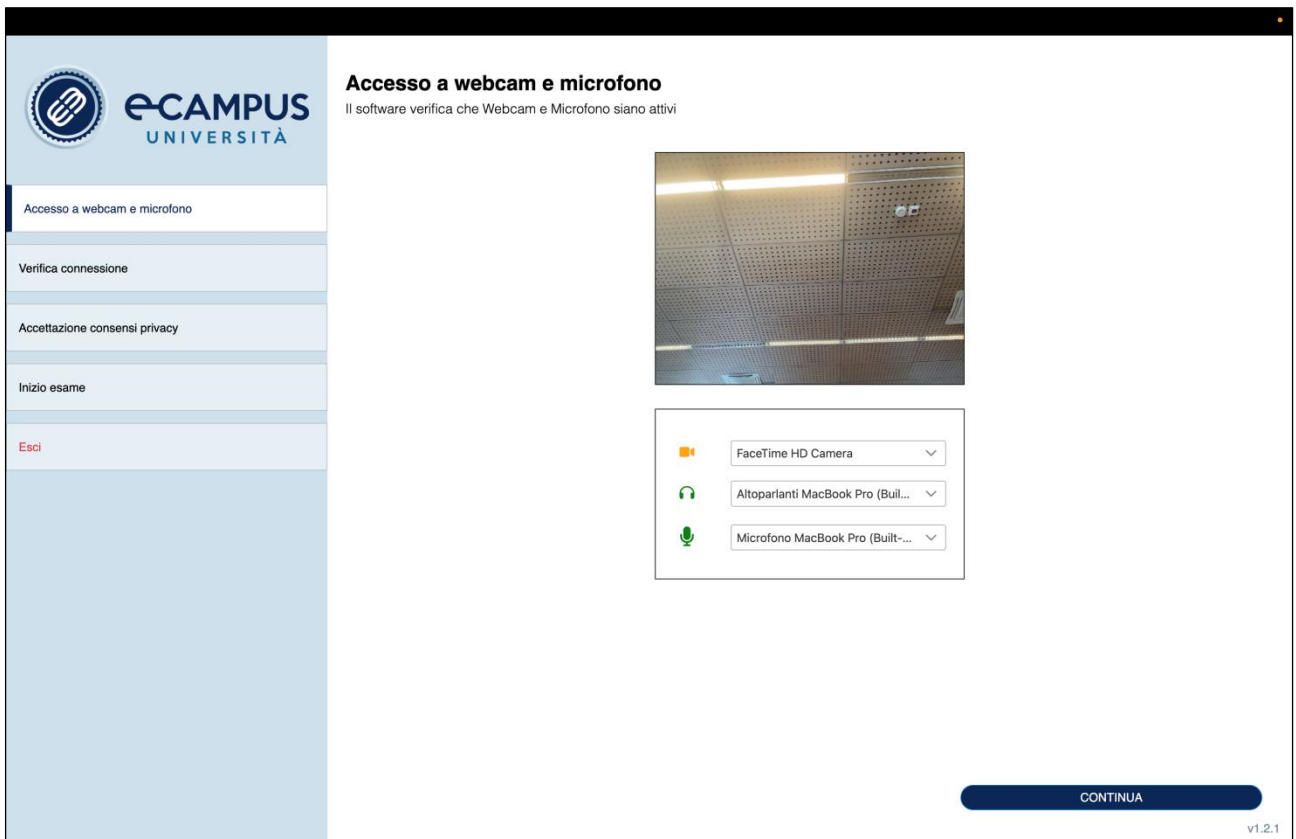 e-CAMPUS
UNIVERSITÀ
Accesso a webcam e microfono
Verifica connessione
Accettazione consensi privacy
Inizio esame
Esci
Accesso a webcam e microfono
Il software verifica che Webcam e Microfono siano attivi
FaceTime HD Camera
Altoparlanti MacBook Pro (Buil...
Microfono MacBook Pro (Built-...
CONTINUA
v1.2.1